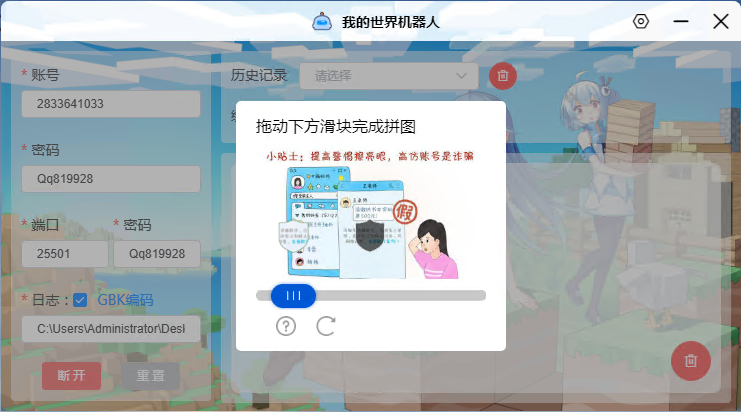 我的世界机器人
* 账号
2833641033
* 密码
Qq819928
* 端口
* 密码
25501
Qq819928
* 日志：
GBK编码
C:\Users\Administrator\Desl
断开
重置
历史记录
请选择
拖动下方滑块完成拼图
小贴士：提高警惕擦亮眼，高仿账号是诈骗
假